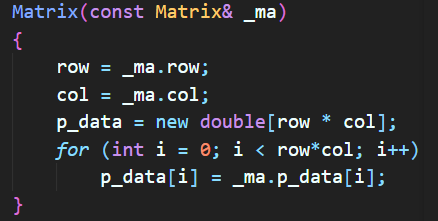 Matrix(const Matrix& _ma)
{
    row = _ma.row;
    col = _ma.col;
    p_data = new double[row * col];
    for (int i = 0; i < row*col; i++)
        p_data[i] = _ma.p_data[i];
}